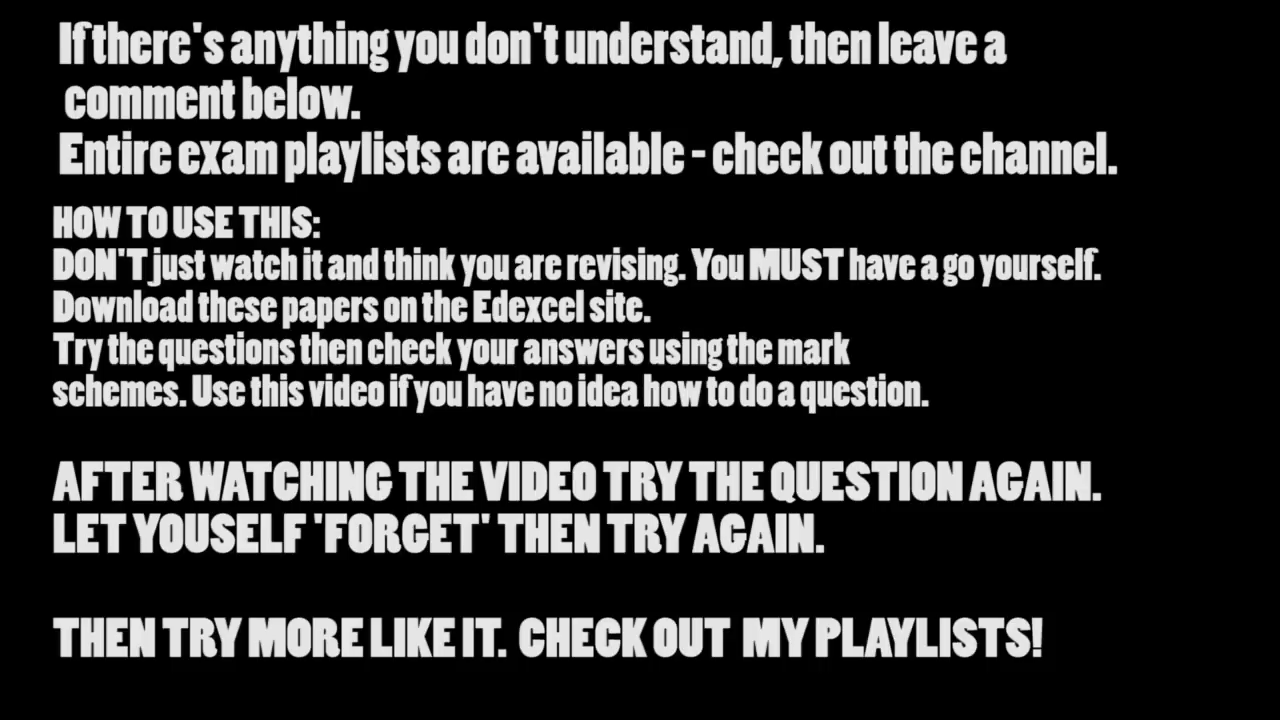 If there's anything you don't understand, then leave a
comment below.
Entire exam playlists are available - check out the channel.
HOW TO USE THIS:
DON'T just watch it and think you are revising. You MUST have a go yourself.
Download these papers on the Edexcel site.
Try the questions then check your answers using the mark
schemes. Use this video if you have no idea how to do a question.
AFTER WATCHING THE VIDEO TRY THE QUESTION AGAIN.
LET YOUSELF 'FORGET' THEN TRY AGAIN.
THEN TRY MORE LIKE IT. CHECK OUT MY PLAYLISTS!